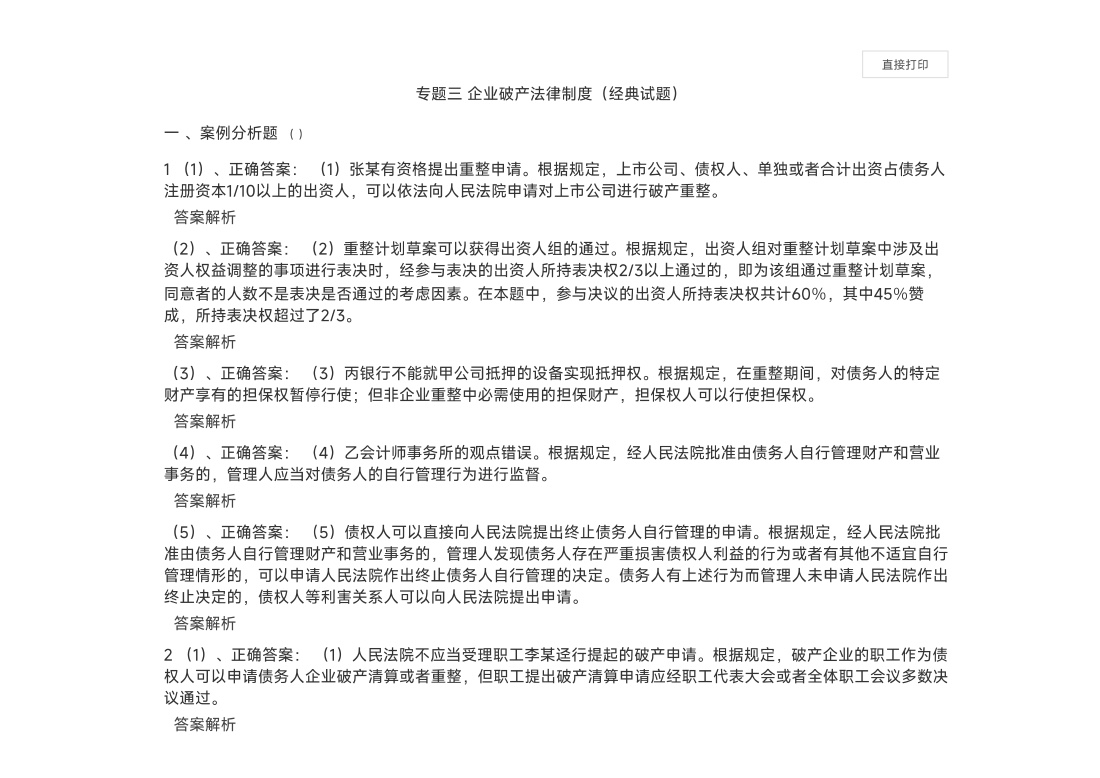 直接打印
专题三 企业破产法律制度（经典试题）
一 、案例分析题 （ ）
1 （1）、正确答案： （1）张某有资格提出重整申请。根据规定，上市公司、债权人、单独或者合计出资占债务人
注册资本1/10以上的出资人，可以依法向人民法院申请对上市公司进行破产重整。
答案解析
（2）、正确答案： （2）重整计划草案可以获得出资人组的通过。根据规定，出资人组对重整计划草案中涉及出
资人权益调整的事项进行表决时，经参与表决的出资人所持表决权2/3以上通过的，即为该组通过重整计划草案，
同意者的人数不是表决是否通过的考虑因素。在本题中，参与决议的出资人所持表决权共计60％，其中45％赞
成，所持表决权超过了2/3。
答案解析
（3）、正确答案： （3）丙银行不能就甲公司抵押的设备实现抵押权。根据规定，在重整期间，对债务人的特定
财产享有的担保权暂停行使；但非企业重整中必需使用的担保财产，担保权人可以行使担保权。
答案解析
（4）、正确答案： （4）乙会计师事务所的观点错误。根据规定，经人民法院批准由债务人自行管理财产和营业
事务的，管理人应当对债务人的自行管理行为进行监督。
答案解析
（5）、正确答案： （5）债权人可以直接向人民法院提出终止债务人自行管理的申请。根据规定，经人民法院批
准由债务人自行管理财产和营业事务的，管理人发现债务人存在严重损害债权人利益的行为或者有其他不适宜自行
管理情形的，可以申请人民法院作出终止债务人自行管理的决定。债务人有上述行为而管理人未申请人民法院作出
终止决定的，债权人等利害关系人可以向人民法院提出申请。
答案解析
2 （1）、正确答案： （1）人民法院不应当受理职工李某迳行提起的破产申请。根据规定，破产企业的职工作为债
权人可以申请债务人企业破产清算或者重整，但职工提出破产清算申请应经职工代表大会或者全体职工会议多数决
议通过。
答案解析